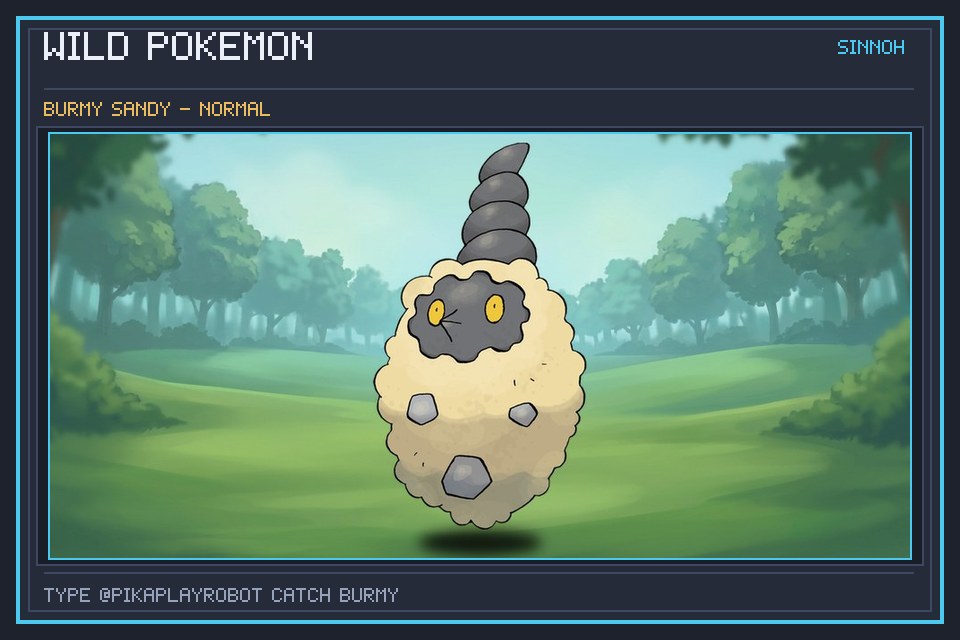 WILD POKEMON
SINNOH
BURMY SANDY - NORMAL
TYPE @PIKAPLAYROBOT CATCH BURMY